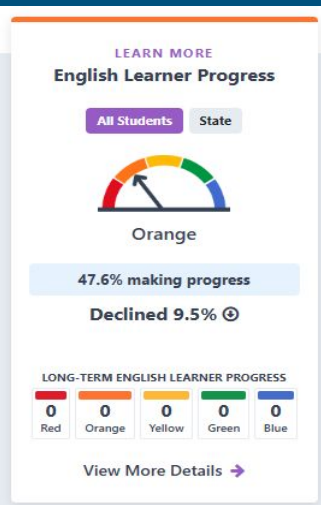 LEARN MORE
English Learner Progress
All Students State
Orange
47.6% making progress
Declined 9.5%
LONG-TERM ENGLISH LEARNER PROGRESS
0 0 0 0 0
Red Orange Yellow Green Blue
View More Details